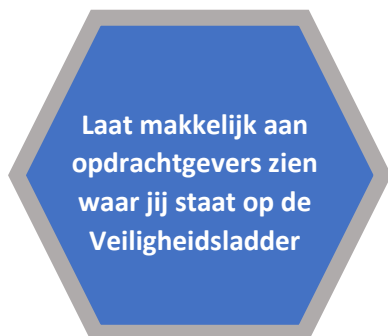 Laat makkelijk aan
opdrachtgevers zien
waar jij staat op de
Veiligheidsladder